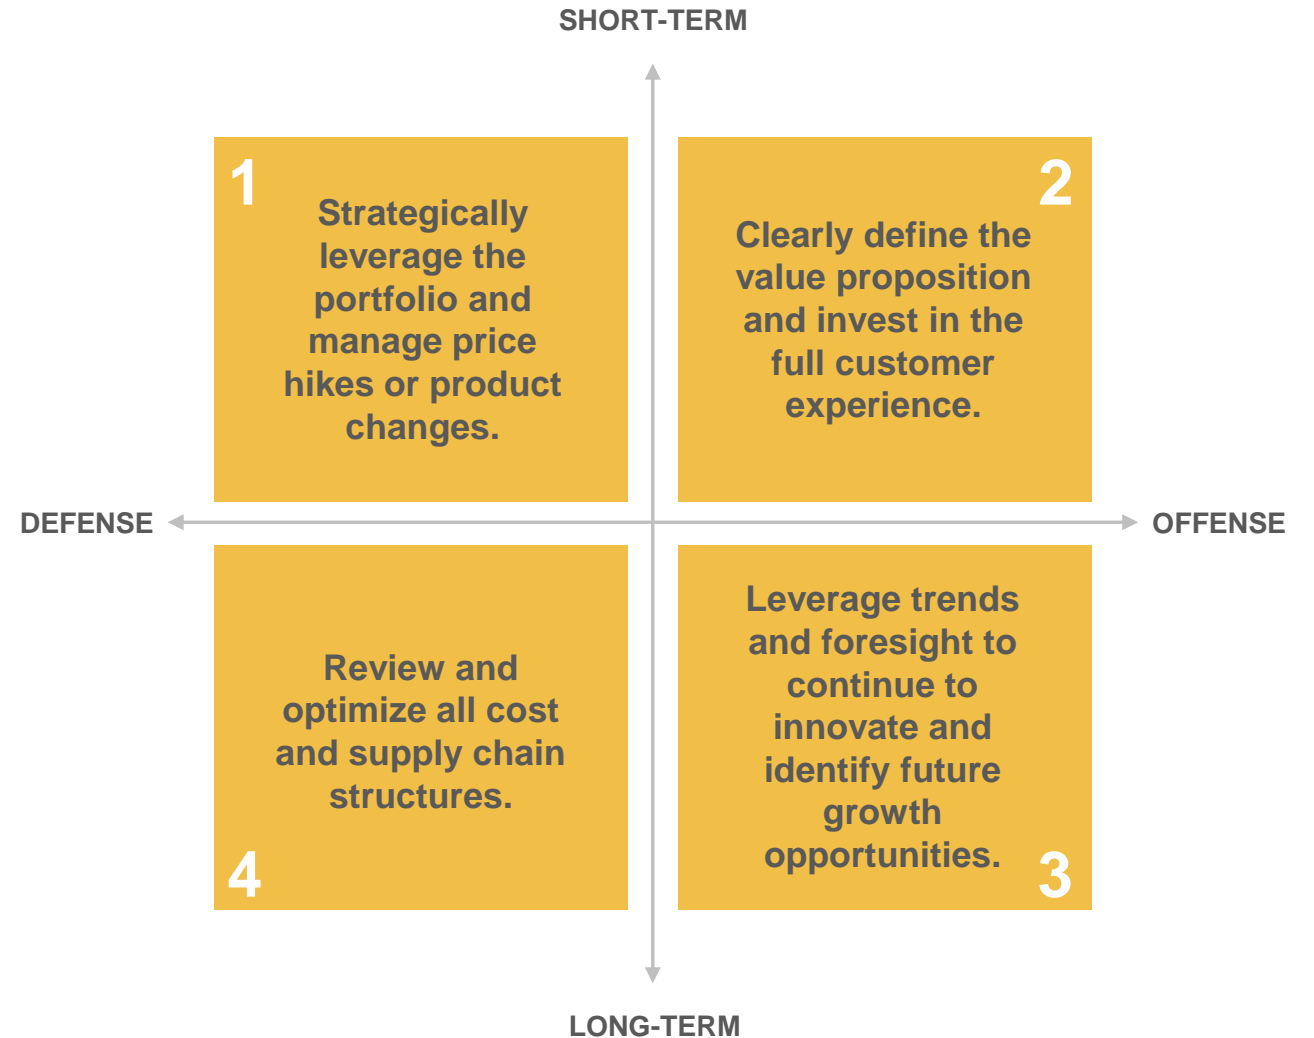 SHORT-TERM
1
Strategically
leverage the
portfolio and
manage price
hikes or product
changes.
2
Clearly define the
value proposition
and invest in the
full customer
experience.
DEFENSE
OFFENSE
Review and
optimize all cost
and supply chain
structures.
4
Leverage trends
and foresight to
continue to
innovate and
identify future
growth
opportunities.
3
LONG-TERM